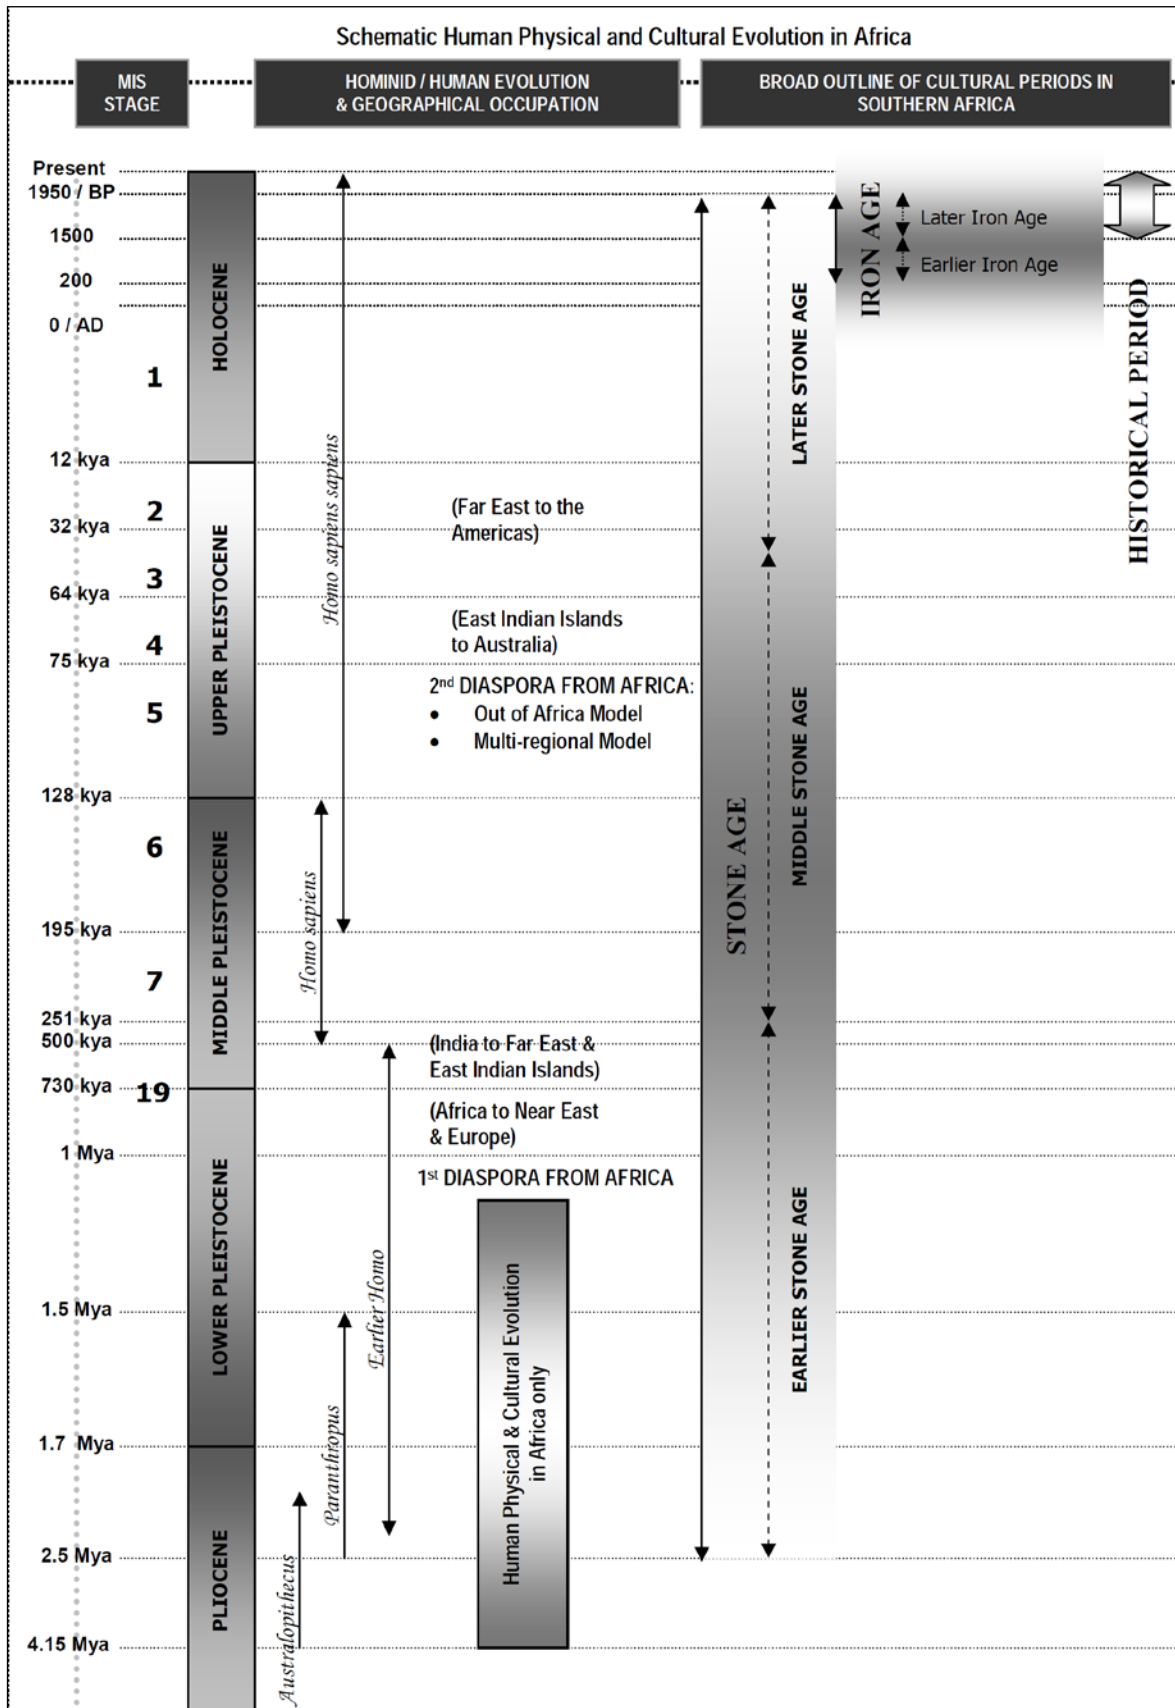 Schematic Human Physical and Cultural Evolution in Africa
MIS
STAGE
HOMINID / HUMAN EVOLUTION
& GEOGRAPHICAL OCCUPATION
BROAD OUTLINE OF CULTURAL PERIODS IN
SOUTHERN AFRICA
Present
1950 / BP
1500
200
0 / AD
12 kya
32 kya
64 kya
75 kya
128 kya
195 kya
251 kya
500 kya
730 kya
1 Mya
1.5 Mya
1.7 Mya
2.5 Mya
4.15 Mya
1
2
3
4
5
6
7
19
HOLOCENE
UPPER PLEISTOCENE
MIDDLE PLEISTOCENE
LOWER PLEISTOCENE
PLIOCENE
Homo sapiens sapiens
Homo sapiens
Earlier Homo
Paranthropus
Australopithecus
(Far East to the
Americas)
(East Indian Islands
to Australia)
2nd DIASPORA FROM AFRICA:
• Out of Africa Model
• Multi-regional Model
(India to Far East &
East Indian Islands)
(Africa to Near East
& Europe)
1st DIASPORA FROM AFRICA
Human Physical & Cultural Evolution
in Africa only
STONE AGE
LATER STONE AGE
MIDDLE STONE AGE
EARLIER STONE AGE
IRON AGE
Later Iron Age
Earlier Iron Age
HISTORICAL PERIOD